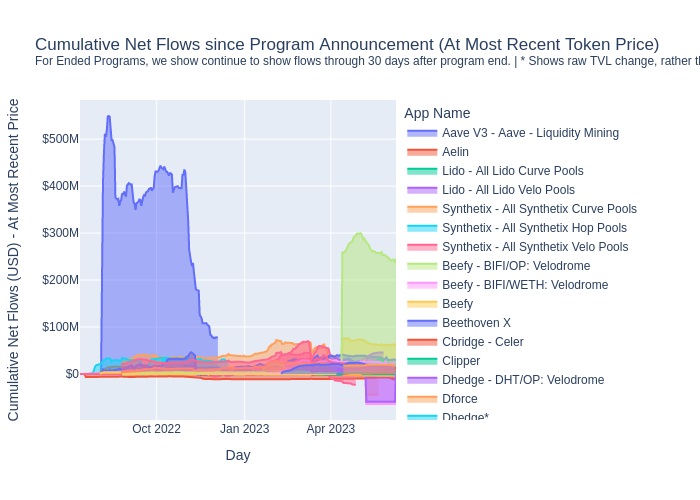 Cumulative Net Flows since Program Announcement (At Most Recent Token Price)
For Ended Programs, we show continue to show flows through 30 days after program end. | * Shows raw TVL change, rather
Cumulative Net Flows (USD) - At Most Recent Price
$500M
$400M
$300M
$200M
$100M
$0
Oct 2022
Jan 2023
Apr 2023
Day
App Name
Aave V3 - Aave - Liquidity Mining
Aelin
Lido - All Lido Curve Pools
Lido - All Lido Velo Pools
Synthetix - All Synthetix Curve Pools
Synthetix - All Synthetix Hop Pools
Synthetix - All Synthetix Velo Pools
Beefy - BIFI/OP: Velodrome
Beefy - BIFI/WETH: Velodrome
Beefy
Beethoven X
Cbridge - Celer
Clipper
Dhedge - DHT/OP: Velodrome
Dforce
Dhedge*